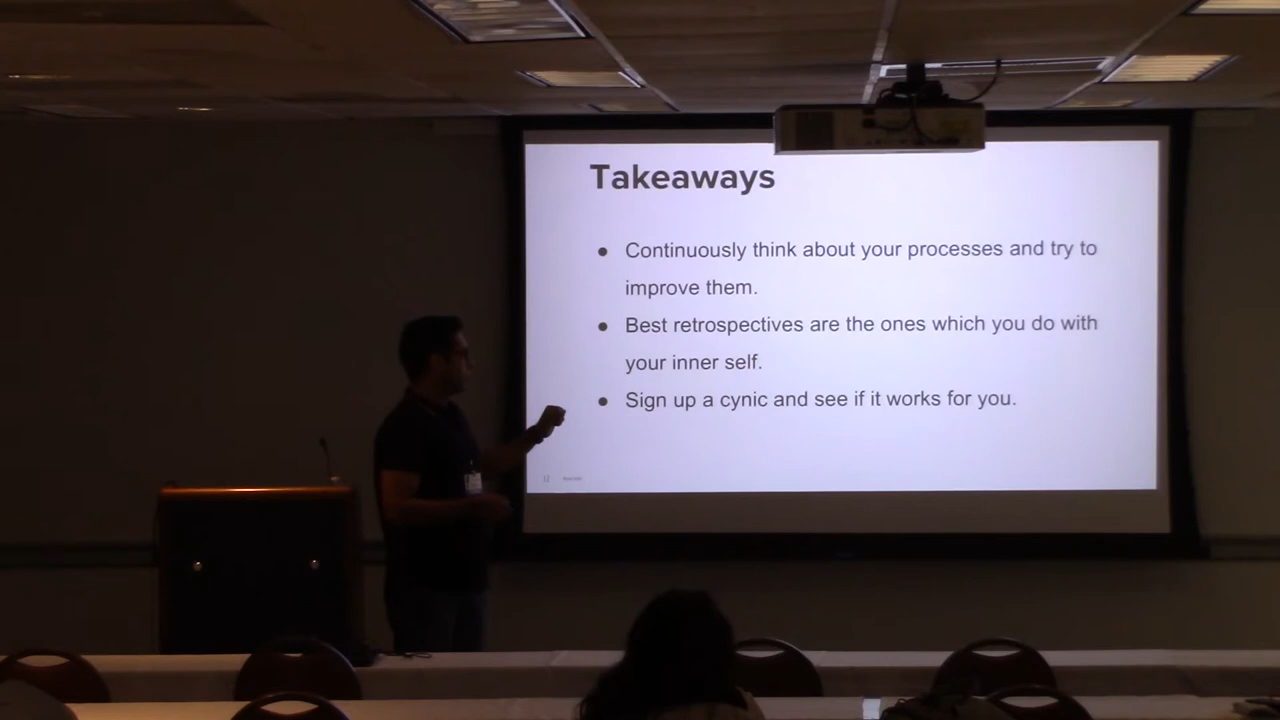 Takeaways
● Continuously think about your processes and try to
improve them.
● Best retrospectives are the ones which you do with
your inner self.
● Sign up a cynic and see if it works for you.